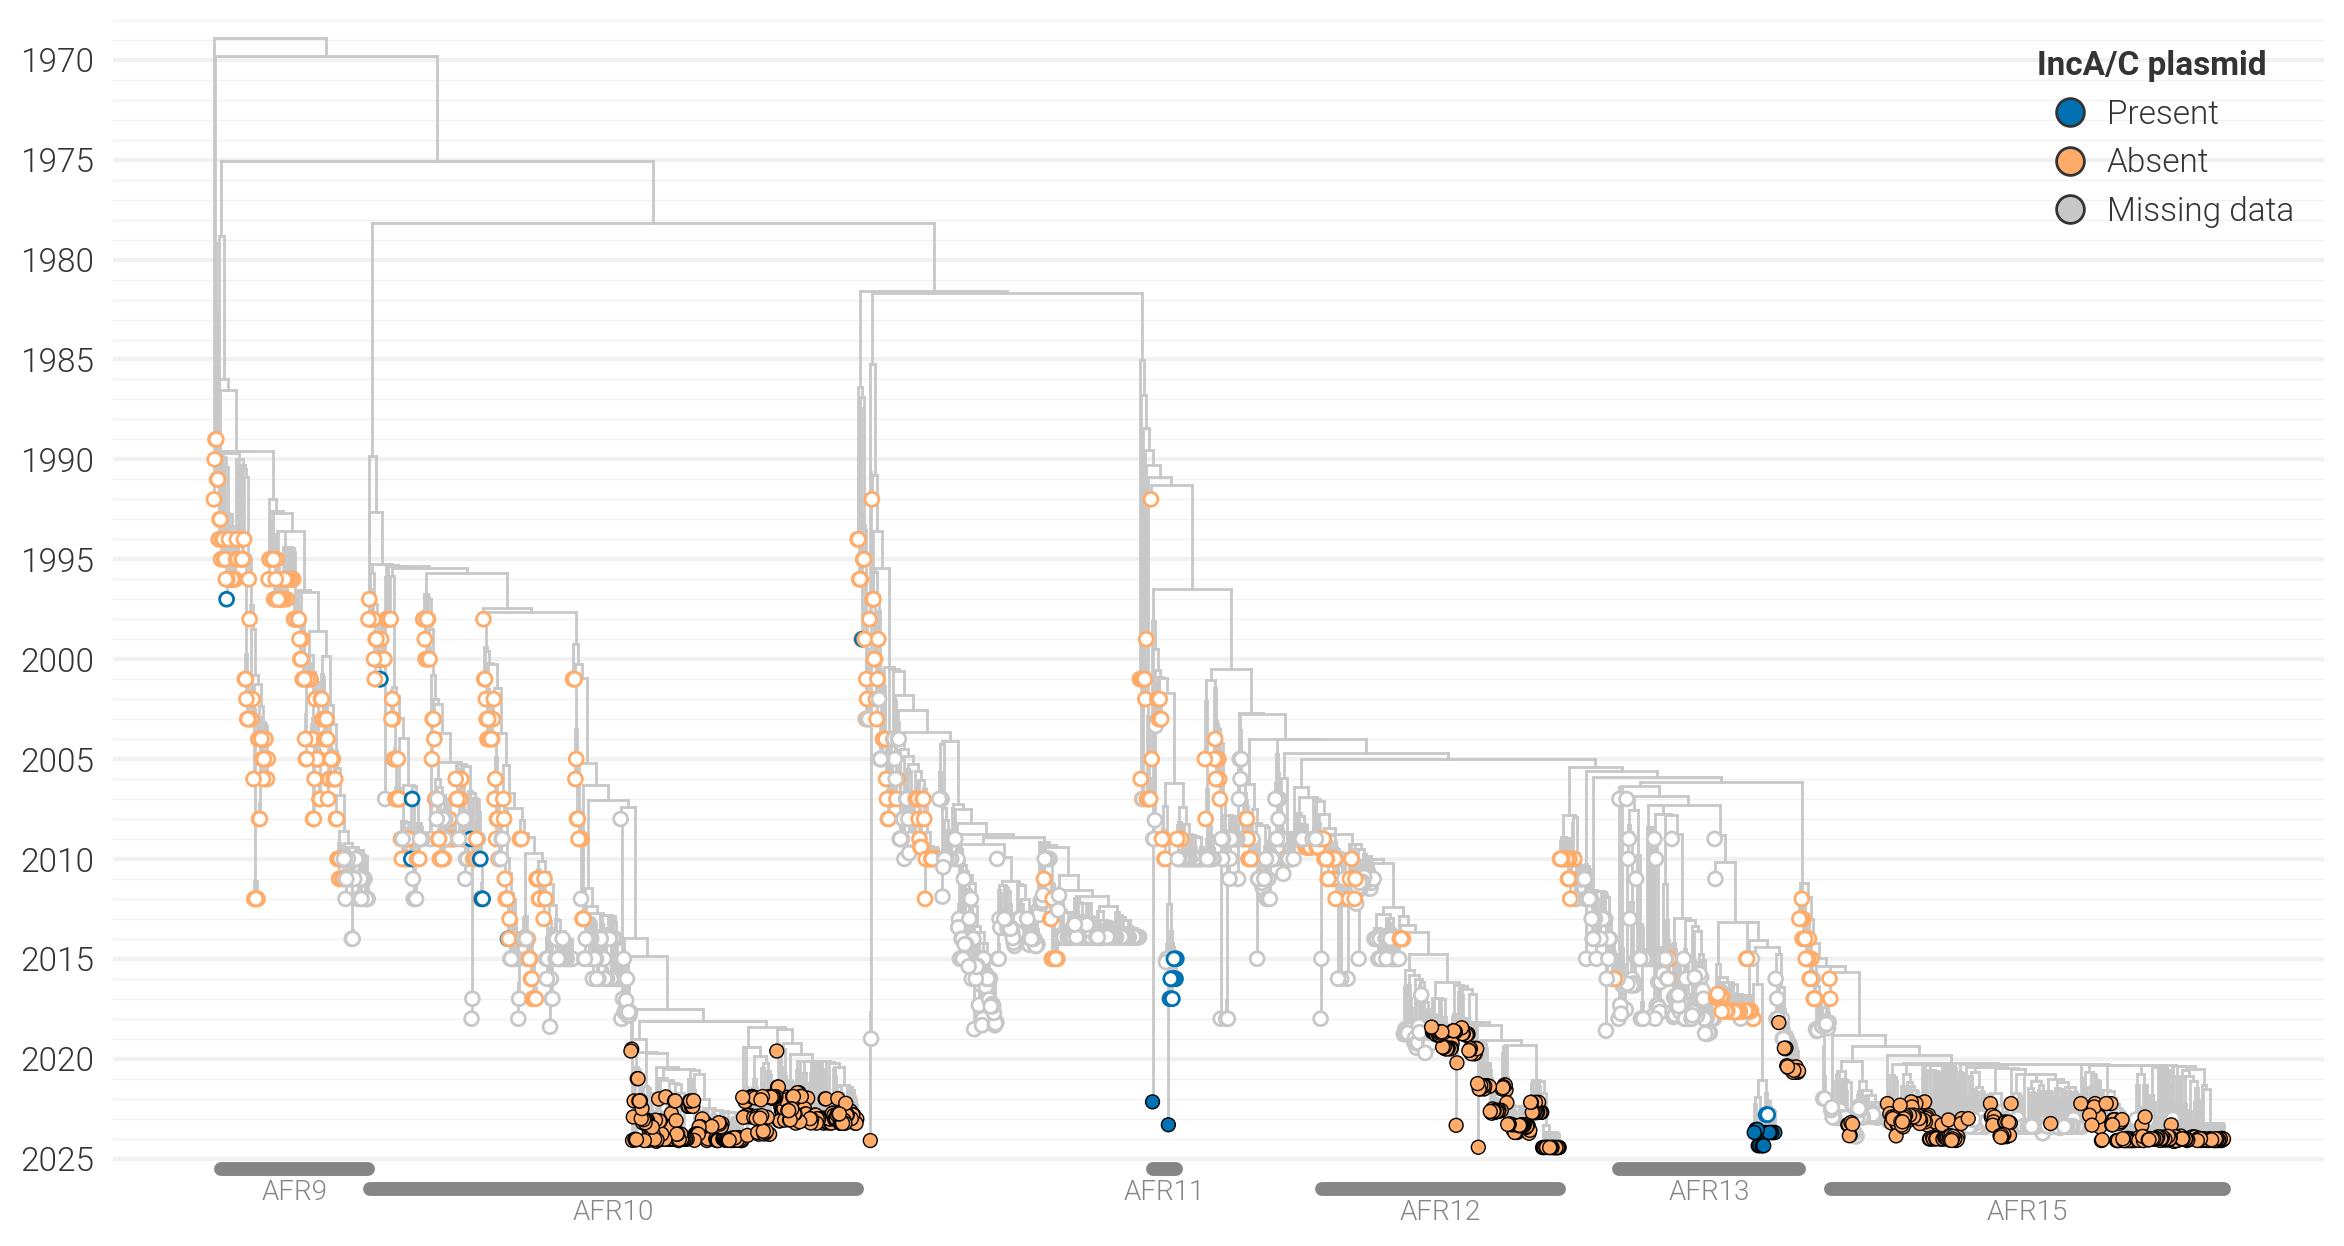 IncA/C plasmid
Present
Absent
Missing data
1970
1975
1980
1985
1990
1995
2000
2005
2010
2015
2020
2025
AFR9
AFR10
AFR11
AFR12
AFR13
AFR15